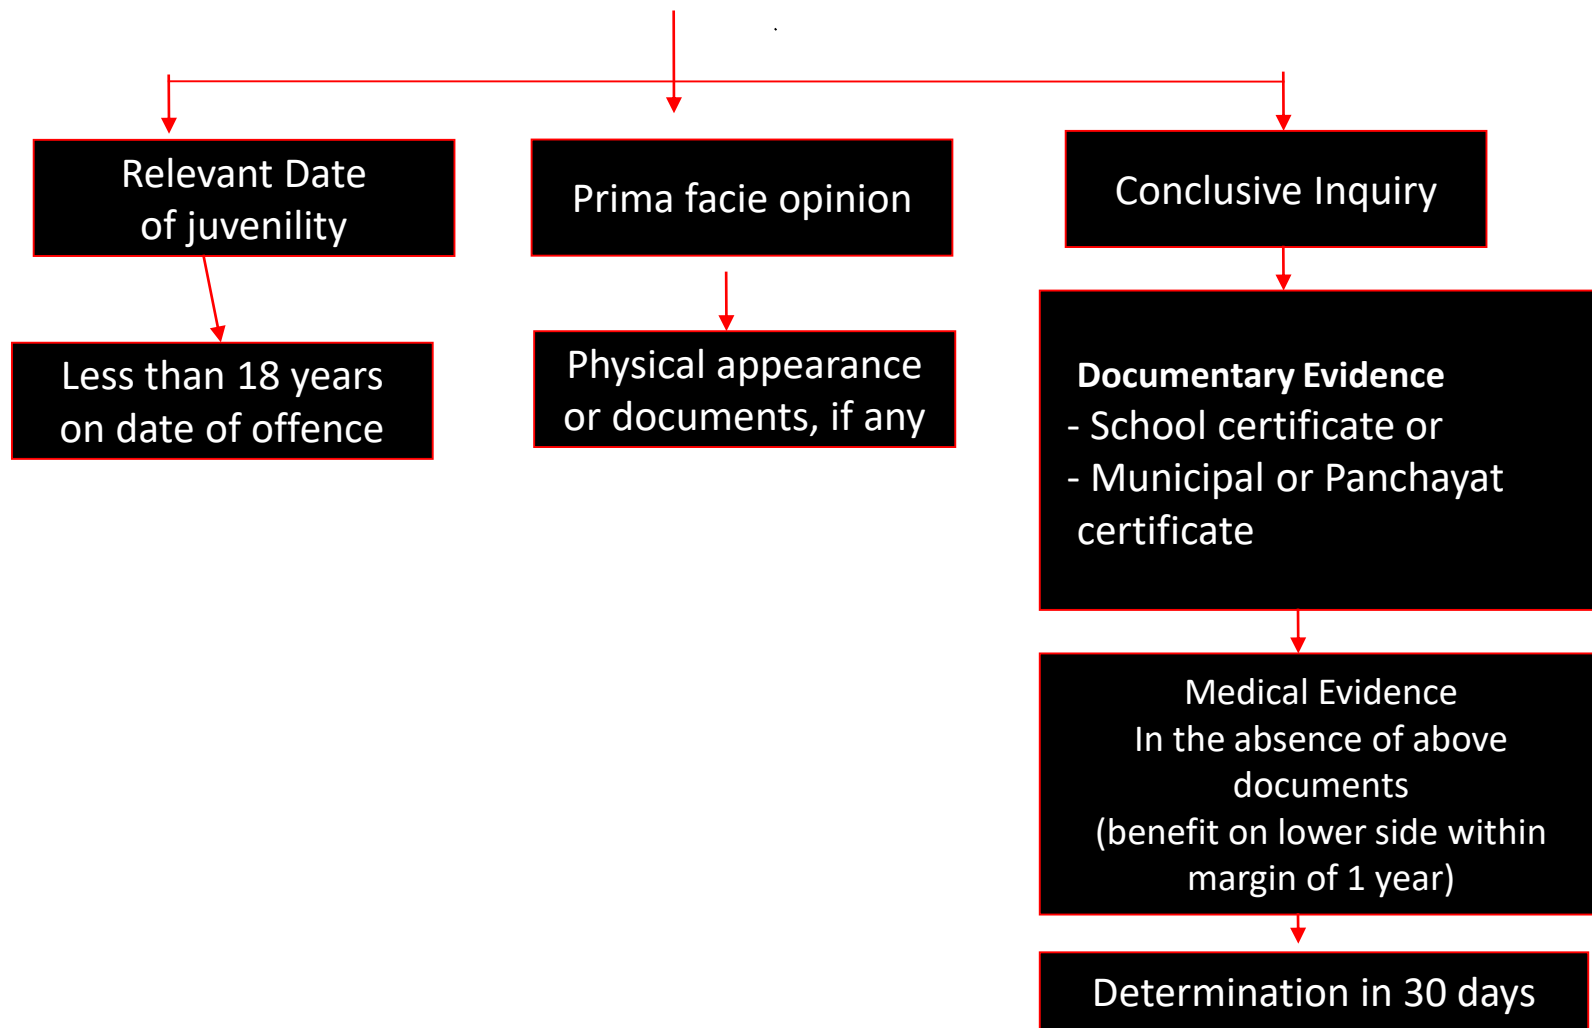 Relevant Date
of juvenility
Less than 18 years
on date of offence
Prima facie opinion
Physical appearance
or documents, if any
Conclusive Inquiry
Documentary Evidence
- School certificate or
- Municipal or Panchayat
certificate
Medical Evidence
In the absence of above
documents
(benefit on lower side within
margin of 1 year)
Determination in 30 days